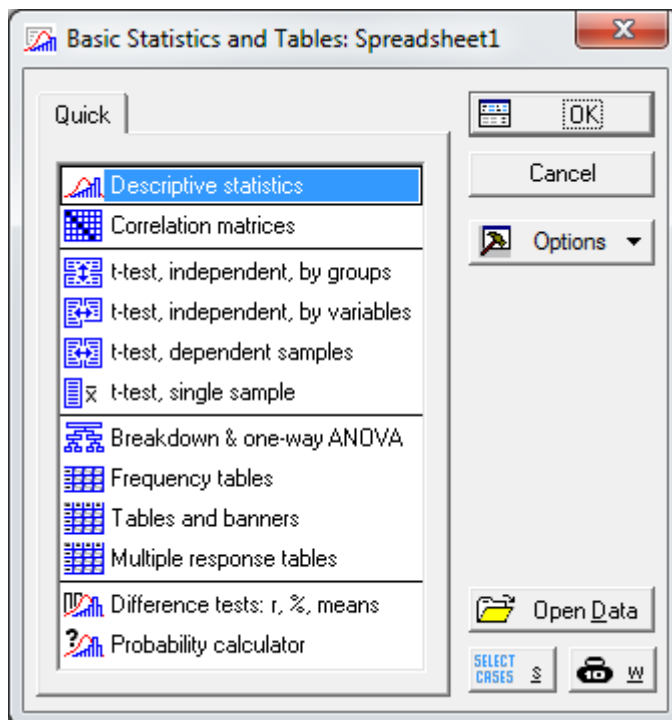 Basic Statistics and Tables: Spreadsheet1
Quick
Descriptive statistics
Correlation matrices
t-test, independent, by groups
t-test, independent, by variables
t-test, dependent samples
x̄ t-test, single sample
Breakdown & one-way ANOVA
Frequency tables
Tables and banners
Multiple response tables
Difference tests: r, %, means
? Probability calculator
OK
Cancel
Options
Open Data
SELECT
CASES S
10 W